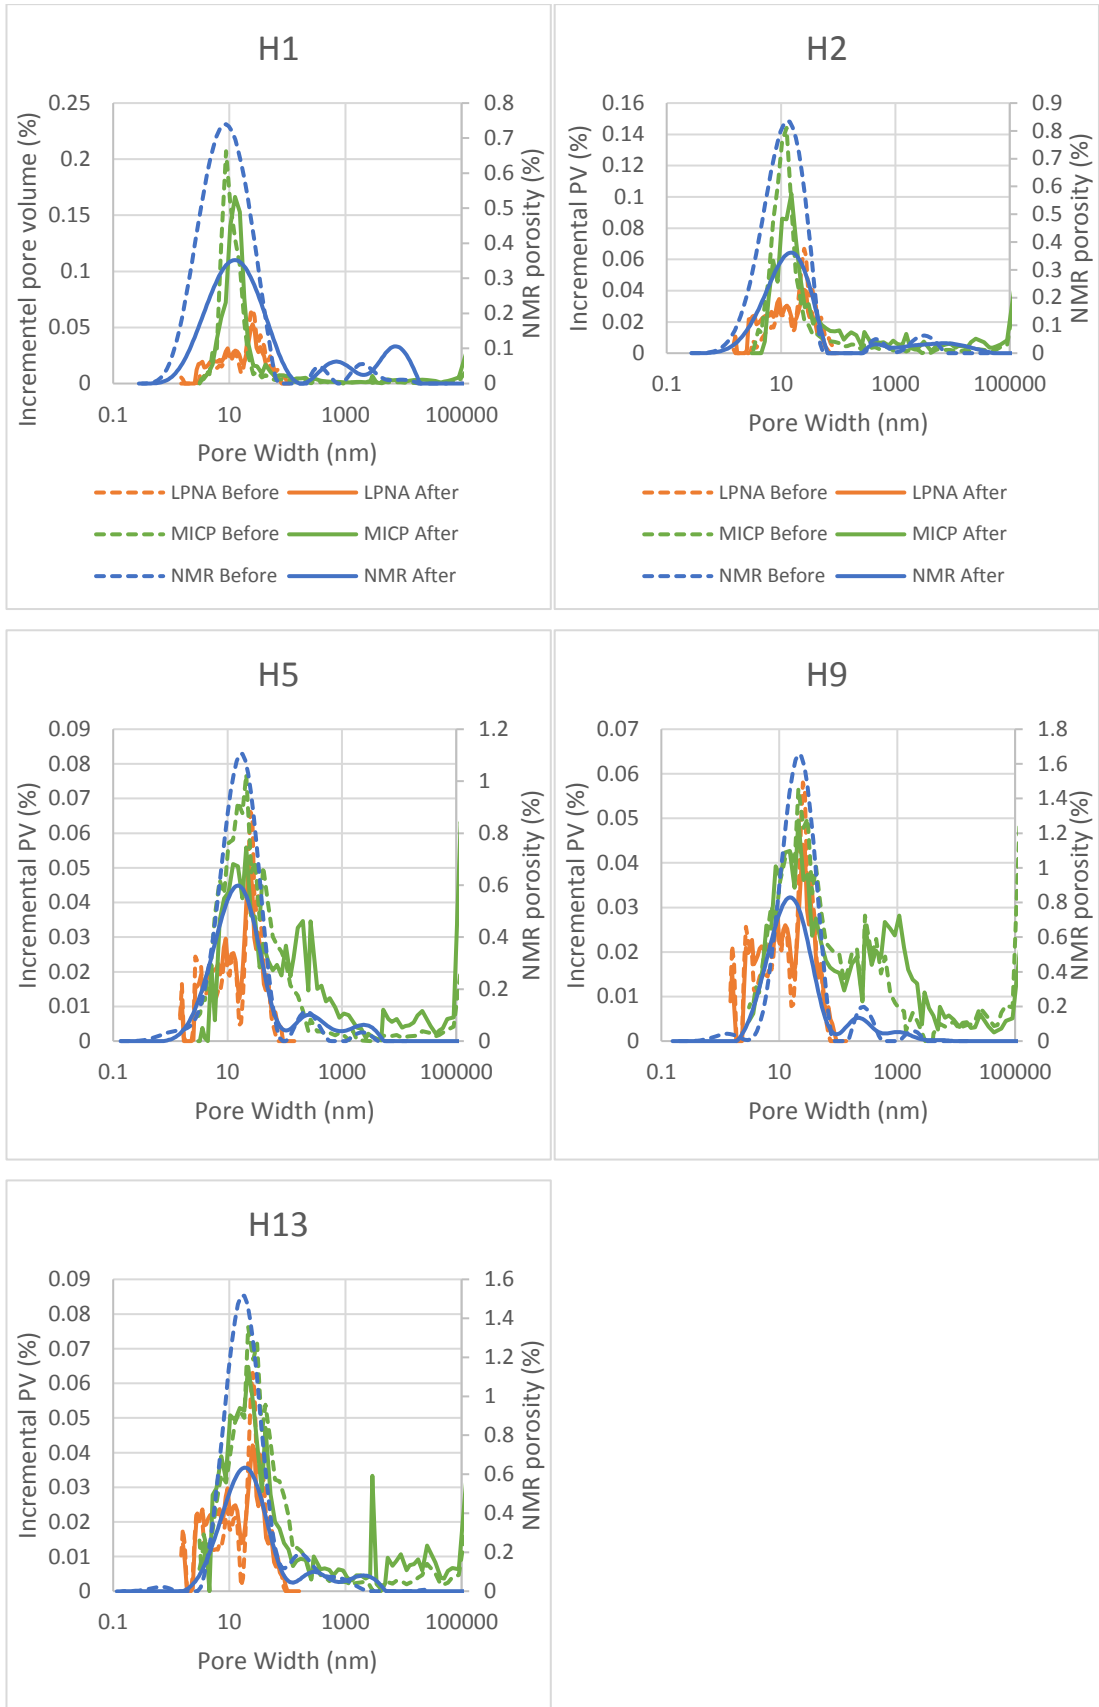 H1
Incrementel pore volume (%)
0.25
0.2
0.15
0.1
0.05
0
0.8
0.7
0.6
0.5
0.4
0.3
0.2
0.1
0
NMR porosity (%)
0.1 10 1000 100000
Pore Width (nm)
LPNA Before LPNA After
MICP Before MICP After
NMR Before NMR After
H2
Incremental PV (%)
0.16
0.14
0.12
0.1
0.08
0.06
0.04
0.02
0
0.9
0.8
0.7
0.6
0.5
0.4
0.3
0.2
0.1
0
NMR porosity (%)
0.1 10 1000 100000
Pore Width (nm)
LPNA Before LPNA After
MICP Before MICP After
NMR Before NMR After
H5
Incremental PV (%)
0.09
0.08
0.07
0.06
0.05
0.04
0.03
0.02
0.01
0
1.2
1
0.8
0.6
0.4
0.2
0
NMR porosity (%)
0.1 10 1000 100000
Pore Width (nm)
H9
Incremental PV (%)
0.07
0.06
0.05
0.04
0.03
0.02
0.01
0
1.8
1.6
1.4
1.2
1
0.8
0.6
0.4
0.2
0
NMR porosity (%)
0.1 10 1000 100000
Pore Width (nm)
H13
Incremental PV (%)
0.09
0.08
0.07
0.06
0.05
0.04
0.03
0.02
0.01
0
1.6
1.4
1.2
1
0.8
0.6
0.4
0.2
0
NMR porosity (%)
0.1 10 1000 100000
Pore Width (nm)